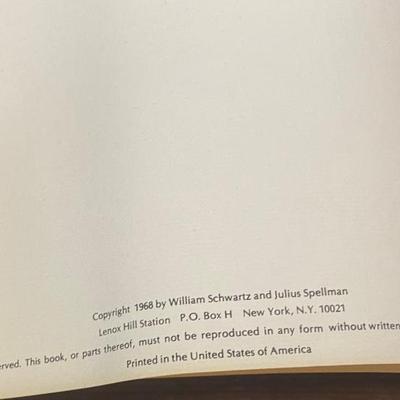 Copyright 1968 by William Schwartz and Julius Spellman
Lenox Hill Station P.O. Box H New York, N.Y. 10021
erved. This book, or parts thereof, must not be reproduced in any form without written
Printed in the United States of America